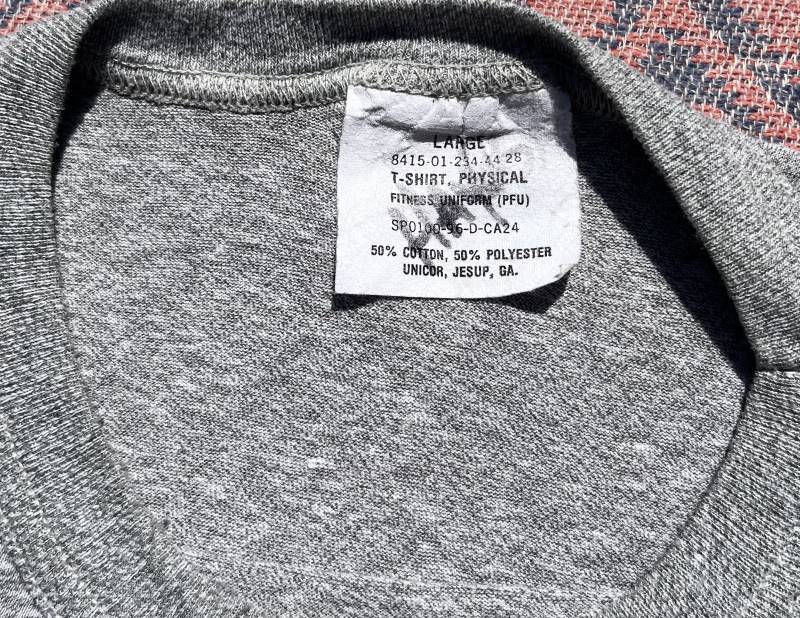 LARGE
8415-01-234-44 28
T-SHIRT, PHYSICAL
FITNESS UNIFORM (PFU)
SPO100-96-D-CA24
50% COTTON, 50% POLYESTER
UNICOR, JESUP, GA.